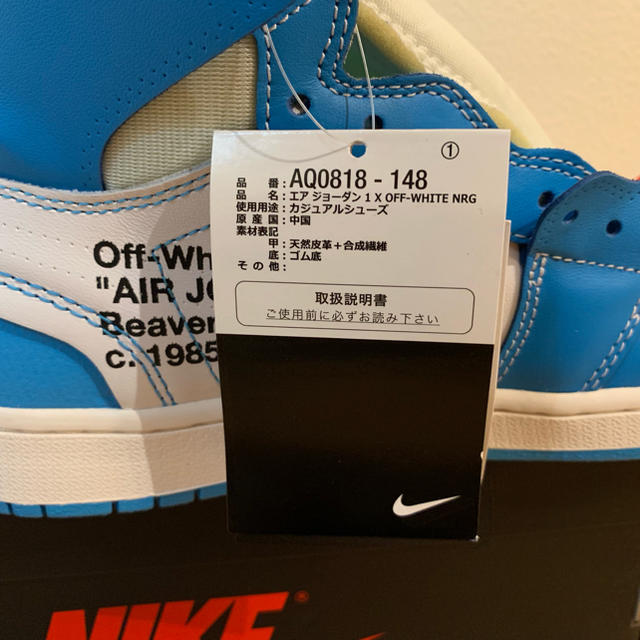 ①
品番：AQ0818 - 148
品名：エア ジョーダン 1 X OFF-WHITE NRG
使用用途：カジュアルシューズ
原産国：中国
素材表記
甲：天然皮革＋合成繊維
底：ゴム底
その他：
取扱説明書
ご使用前に必ずお読み下さい
Off-Wh
"AIR JO
Beaver
c. 1985
NIKE®